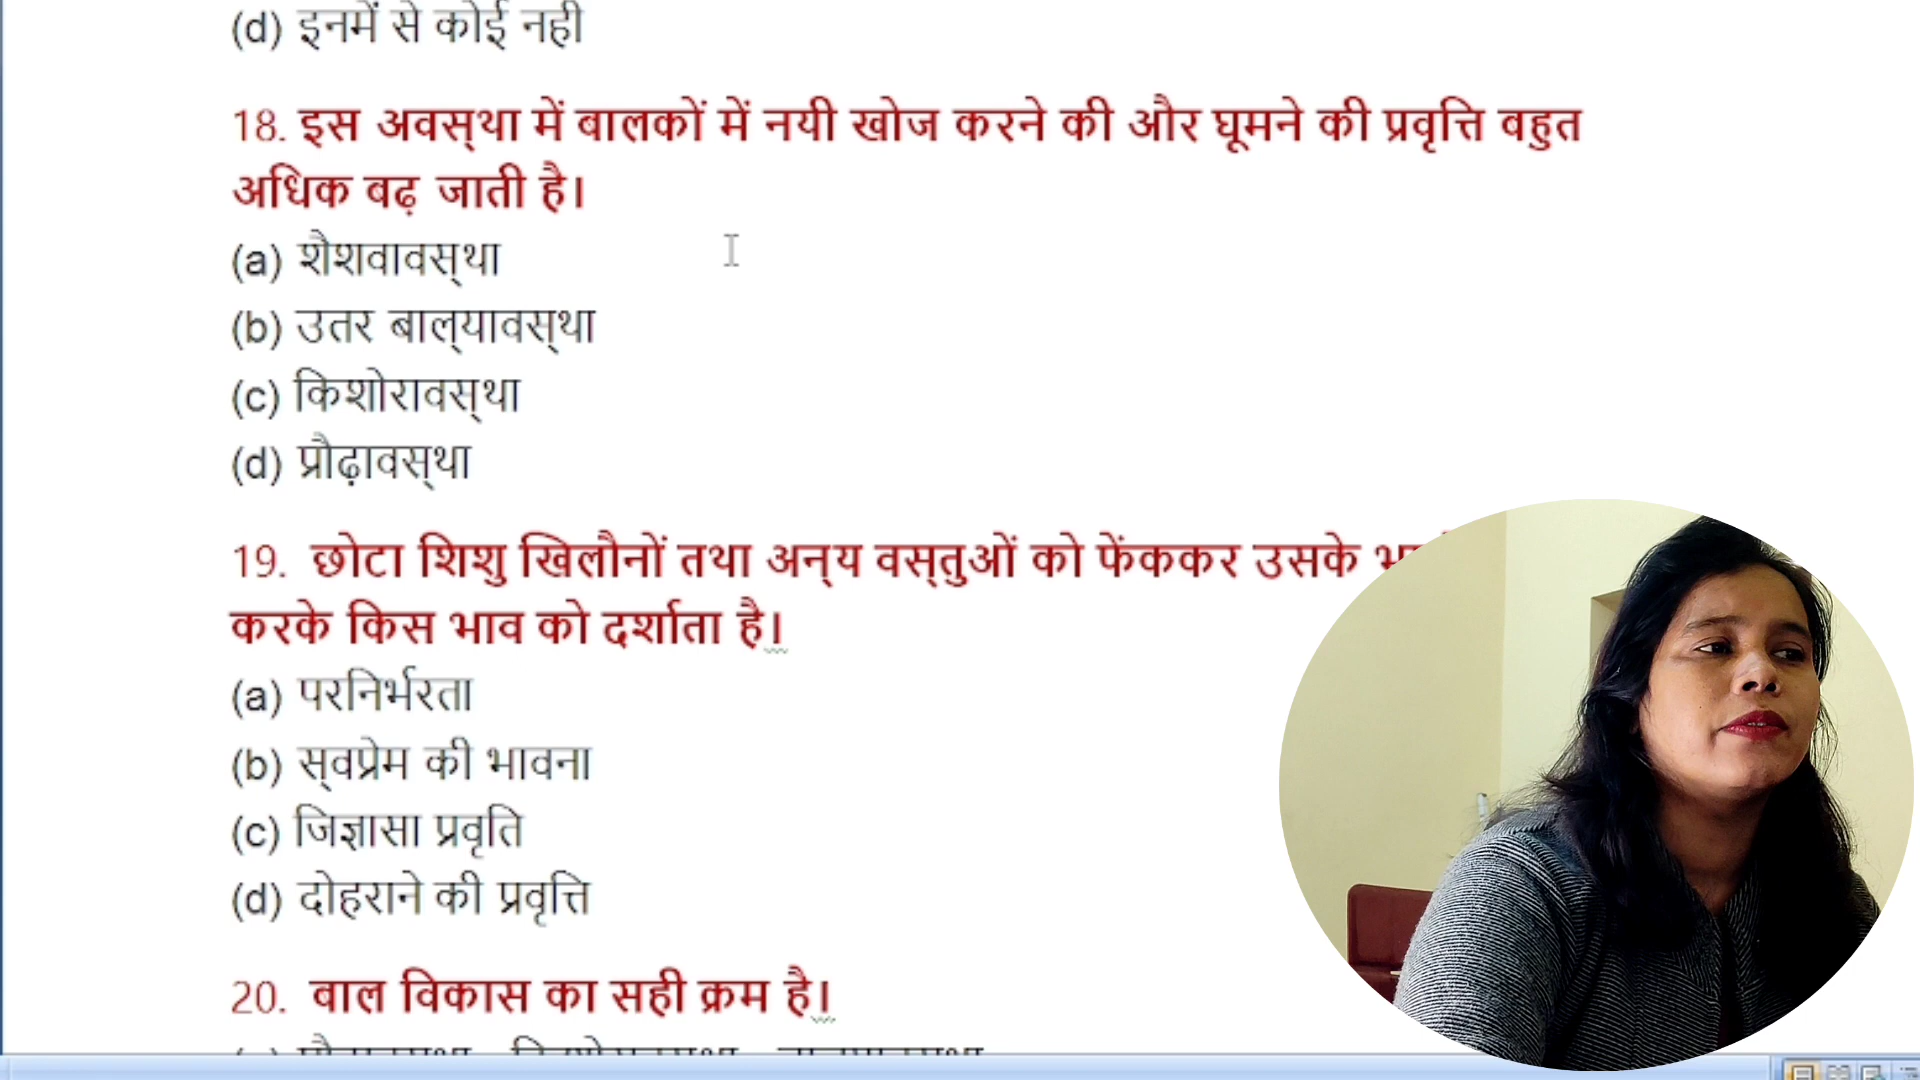 (d) इनमें से कोई नही
18. इस अवस्था में बालकों में नयी खोज करने की और घूमने की प्रवृत्ति वहुत
अधिक बढ़ जाती है।
(a) शैशवावस्था
(b) उतर बाल्यावस्था
(c) किशोरावस्था
(d) प्रौढ़ावस्था
19. छोटा शिशु खिलौनों तथा अन्य वस्तुओं को फेंककर उसके
करके किस भाव को दर्शाता है।
(a) परनिर्भरता
(b) स्वप्रेम की भावना
(c) जिज्ञासा प्रवृति
(d) दोहराने की प्रवृत्ति
20. वाल विकास का सही क्रम है।